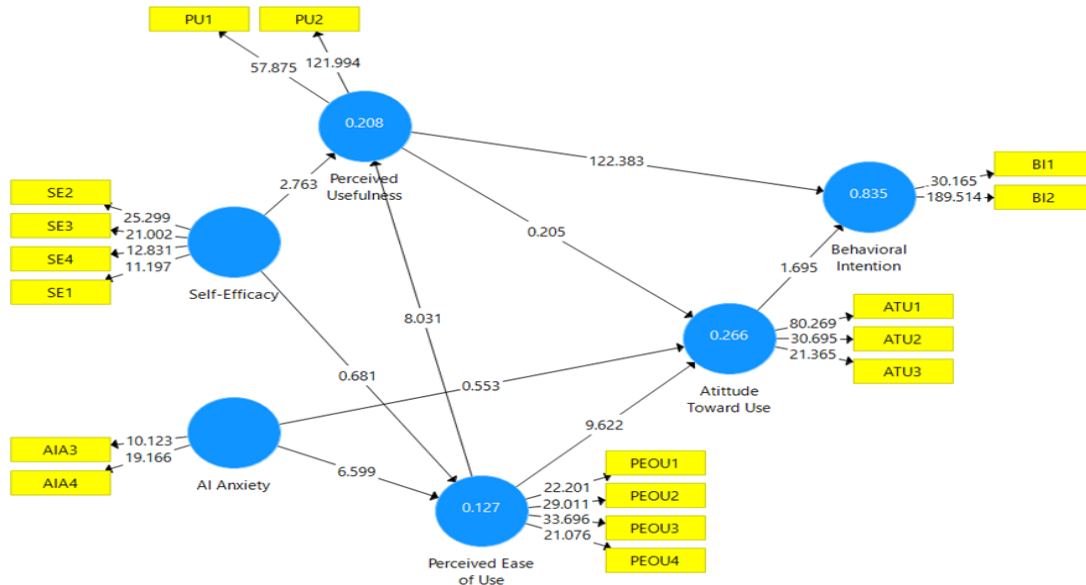 PU1
PU2
57.875
121.994
0.208
Perceived
Usefulness
122.383
BI1
30.165
189.514
BI2
0.835
Behavioral
Intention
SE2
25.299
SE3
21.002
SE4
12.831
SE1
11.197
2.763
Self-Efficacy
0.205
1.695
8.031
ATU1
80.269
ATU2
30.695
ATU3
21.365
0.266
Atittude
Toward Use
0.681
0.553
9.622
AIA3
10.123
AIA4
19.166
AI Anxiety
6.599
PEOU1
22.201
PEOU2
29.011
PEOU3
33.696
PEOU4
21.076
0.127
Perceived Ease
of Use